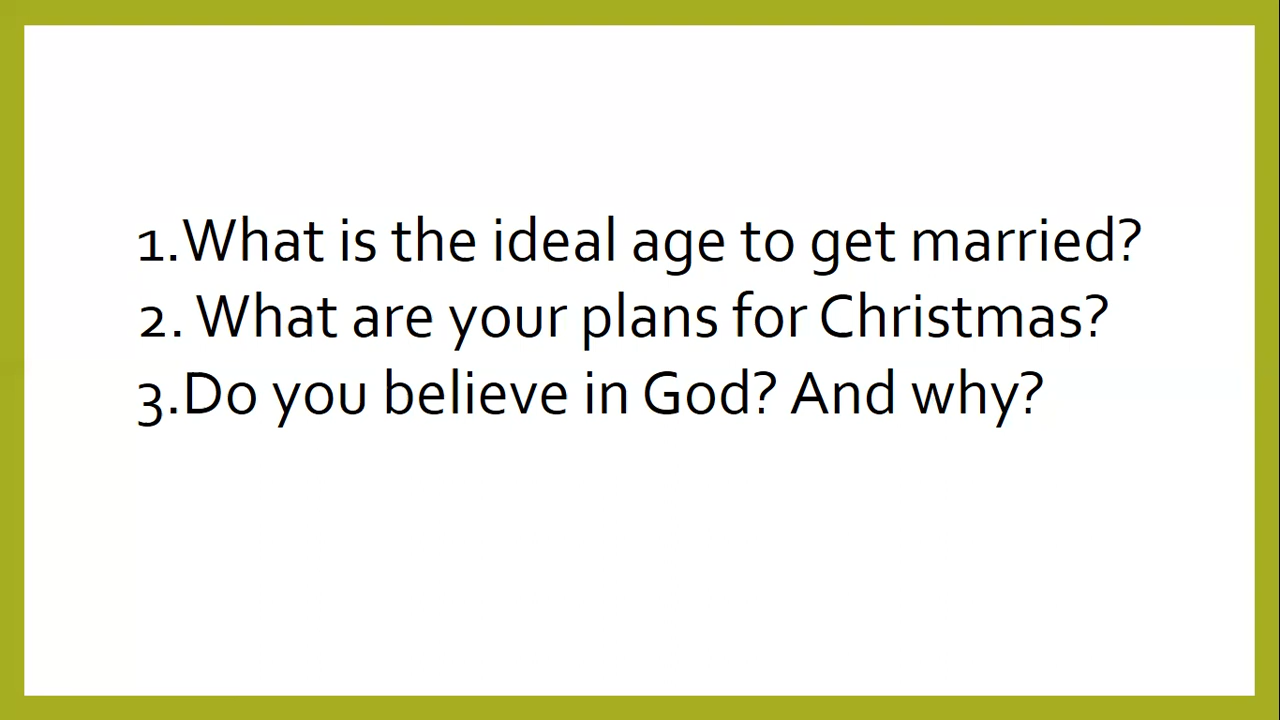 1.What is the ideal age to get married?
2. What are your plans for Christmas?
3.Do you believe in God? And why?